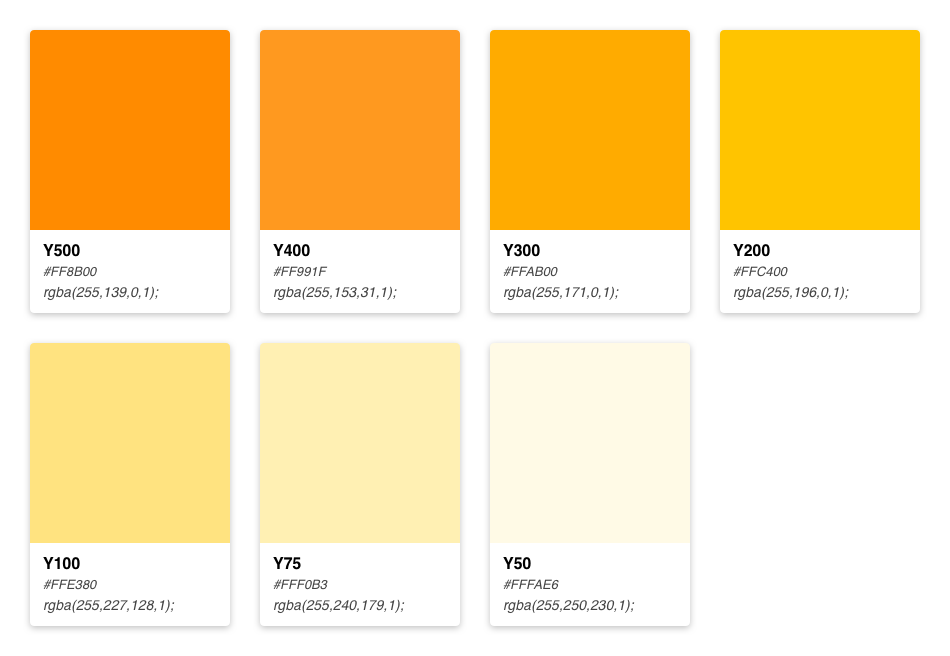 Y500
#FF8B00
rgba(255,139,0,1);
Y400
#FF991F
rgba(255,153,31,1);
Y300
#FFAB00
rgba(255,171,0,1);
Y200
#FFC400
rgba(255,196,0,1);
Y100
#FFE380
rgba(255,227,128,1);
Y75
#FFF0B3
rgba(255,240,179,1);
Y50
#FFFAE6
rgba(255,250,230,1);